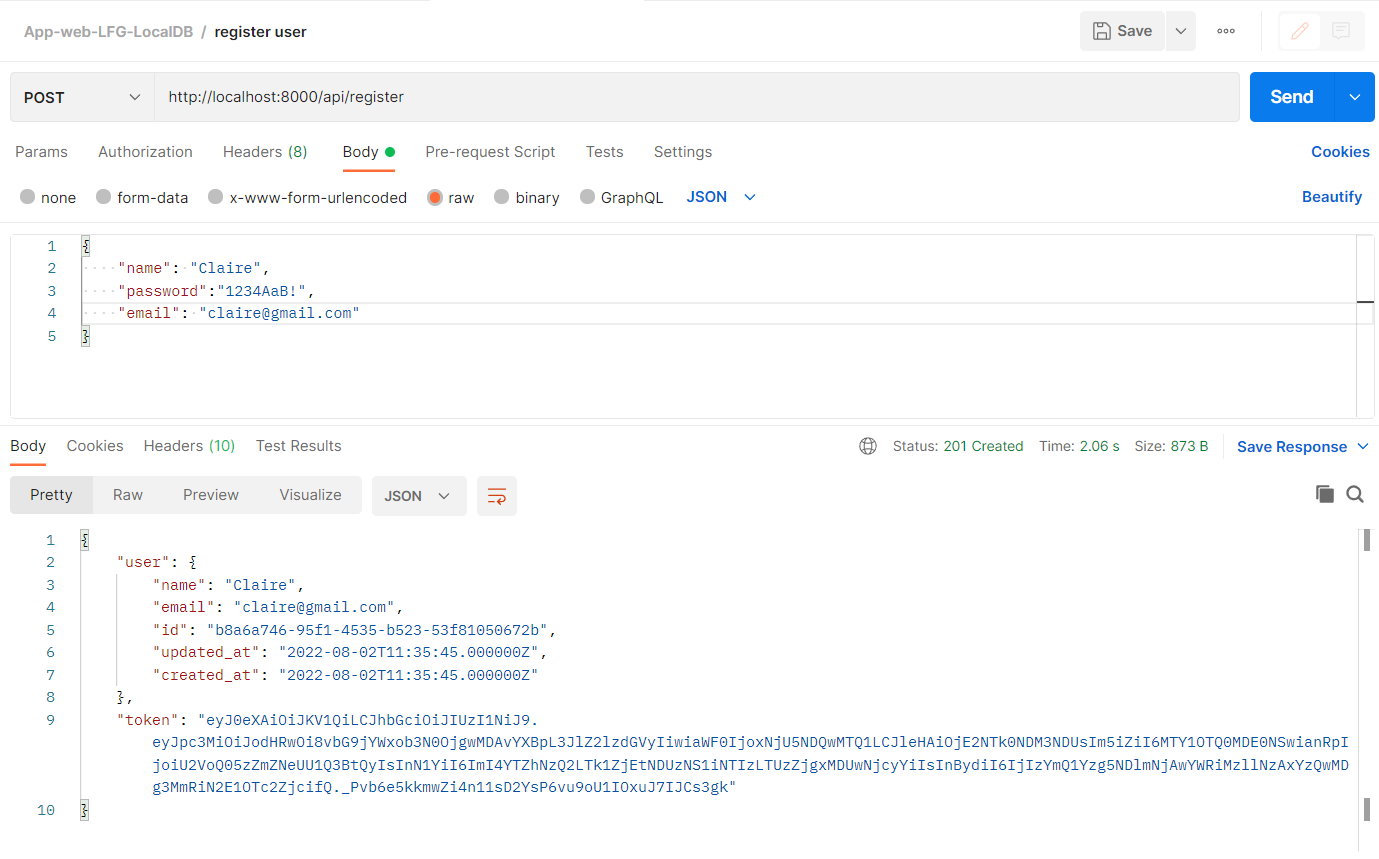 App-web-LFG-LocalDB / register user
Save
POST http://localhost:8000/api/register Send
Params Authorization Headers (8) Body Pre-request Script Tests Settings Cookies
none form-data x-www-form-urlencoded raw binary GraphQL JSON Beautify
1 {
2 "name": "Claire",
3 "password":"1234AaB!",
4 "email": "claire@gmail.com"
5 }
Body Cookies Headers (10) Test Results Status: 201 Created Time: 2.06 s Size: 873 B Save Response
Pretty Raw Preview Visualize JSON
1 {
2 "user": {
3 "name": "Claire",
4 "email": "claire@gmail.com",
5 "id": "b8a6a746-95f1-4535-b523-53f81050672b",
6 "updated_at": "2022-08-02T11:35:45.000000Z",
7 "created_at": "2022-08-02T11:35:45.000000Z"
8 },
9 "token": "eyJ0eXAiOiJKV1QiLCJhbGciOiJIUzI1NiJ9.
eyJpc3MiOiJodHRwOi8vbG9jYWxob3N0OjgwMDAvYXBpL3JlZ2lzdGVyIiwiaWF0IjoxNjU5NDQwMTQ1LCJleHAiOjE2NTk0NDM3NDUsIm5iZiI6MTY1OTQ0MDE0NSwianRpI
joiU2VoQ05zZmZNeUU1Q3BtQyIsInN1YiI6ImI4YTZhNzQ2LTk1ZjEtNDUzNS1iNTIzLTUzZjgxMDUwNjcyYiIsInBydiI6IjIzYmQ1Yzg5NDlmNjAwYWRiMzllNzAxYzQwMD
g3MmRiN2E1OTc2ZjcifQ._Pvb6e5kkmwZi4n11sD2YsP6vu9oU1IOxuJ7IJCs3gk"
10 }